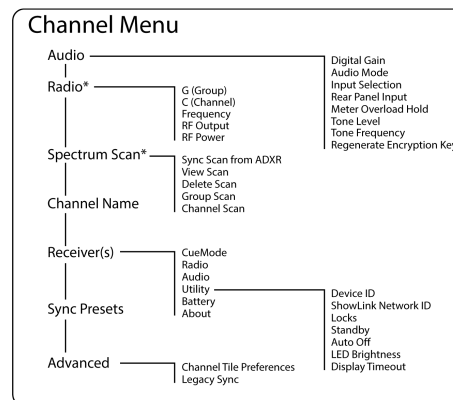 Channel Menu
Audio
Digital Gain
Audio Mode
Input Selection
Rear Panel Input
Meter Overload Hold
Tone Level
Tone Frequency
Regenerate Encryption Key
Radio*
G (Group)
C (Channel)
Frequency
RF Output
RF Power
Spectrum Scan*
Sync Scan from ADXR
View Scan
Delete Scan
Group Scan
Channel Scan
Channel Name
Receiver(s)
CueMode
Radio
Audio
Utility
Battery
About
Device ID
ShowLink Network ID
Locks
Standby
Auto Off
LED Brightness
Display Timeout
Sync Presets
Advanced
Channel Tile Preferences
Legacy Sync